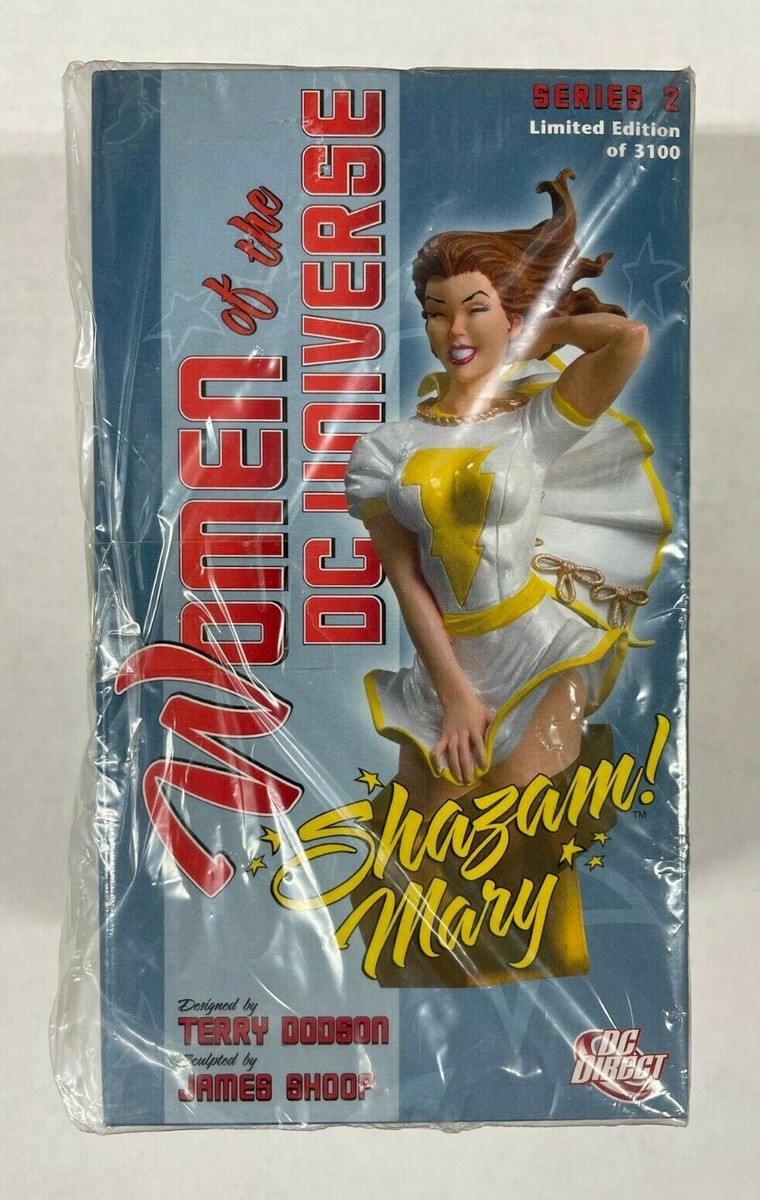 SERIES 2
Limited Edition
of 3100
Women of the
DC UNIVERSE
Shazam!
TM
Mary
Designed by
TERRY DODSON
Sculpted by
JAMES SHOOP
DC
DIRECT